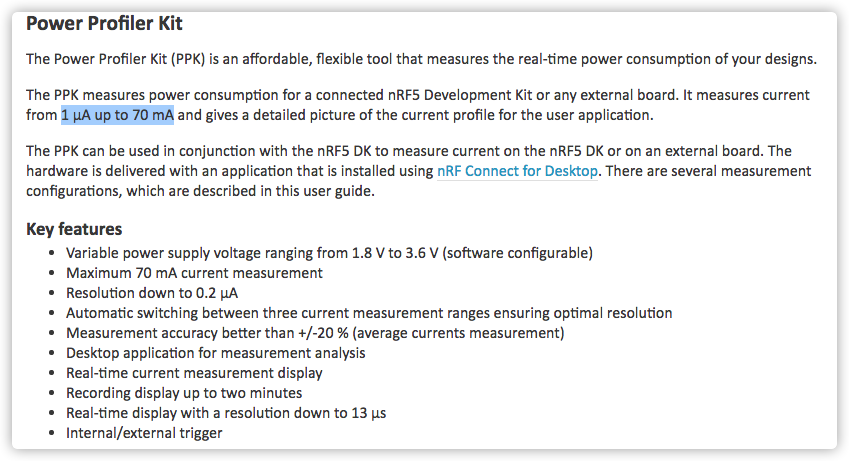 Power Profiler Kit
The Power Profiler Kit (PPK) is an affordable, flexible tool that measures the real-time power consumption of your designs.
The PPK measures power consumption for a connected nRF5 Development Kit or any external board. It measures current
from 1 µA up to 70 mA and gives a detailed picture of the current profile for the user application.
The PPK can be used in conjunction with the nRF5 DK to measure current on the nRF5 DK or on an external board. The
hardware is delivered with an application that is installed using nRF Connect for Desktop. There are several measurement
configurations, which are described in this user guide.
Key features
• Variable power supply voltage ranging from 1.8 V to 3.6 V (software configurable)
• Maximum 70 mA current measurement
• Resolution down to 0.2 µA
• Automatic switching between three current measurement ranges ensuring optimal resolution
• Measurement accuracy better than +/-20 % (average currents measurement)
• Desktop application for measurement analysis
• Real-time current measurement display
• Recording display up to two minutes
• Real-time display with a resolution down to 13 µs
• Internal/external trigger